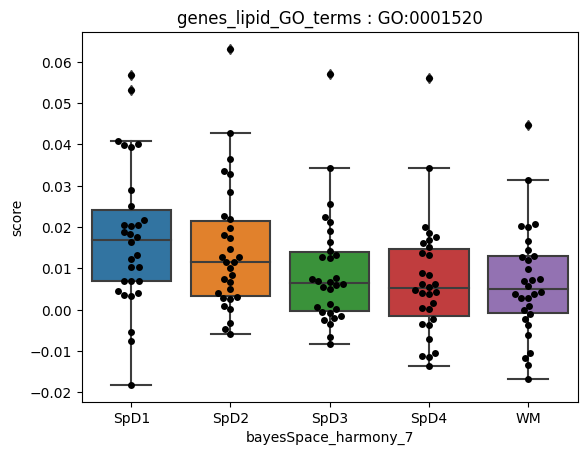 genes_lipid_GO_terms : GO:0001520
score
0.06
0.05
0.04
0.03
0.02
0.01
0.00
−0.01
−0.02
SpD1 SpD2 SpD3 SpD4 WM
bayesSpace_harmony_7